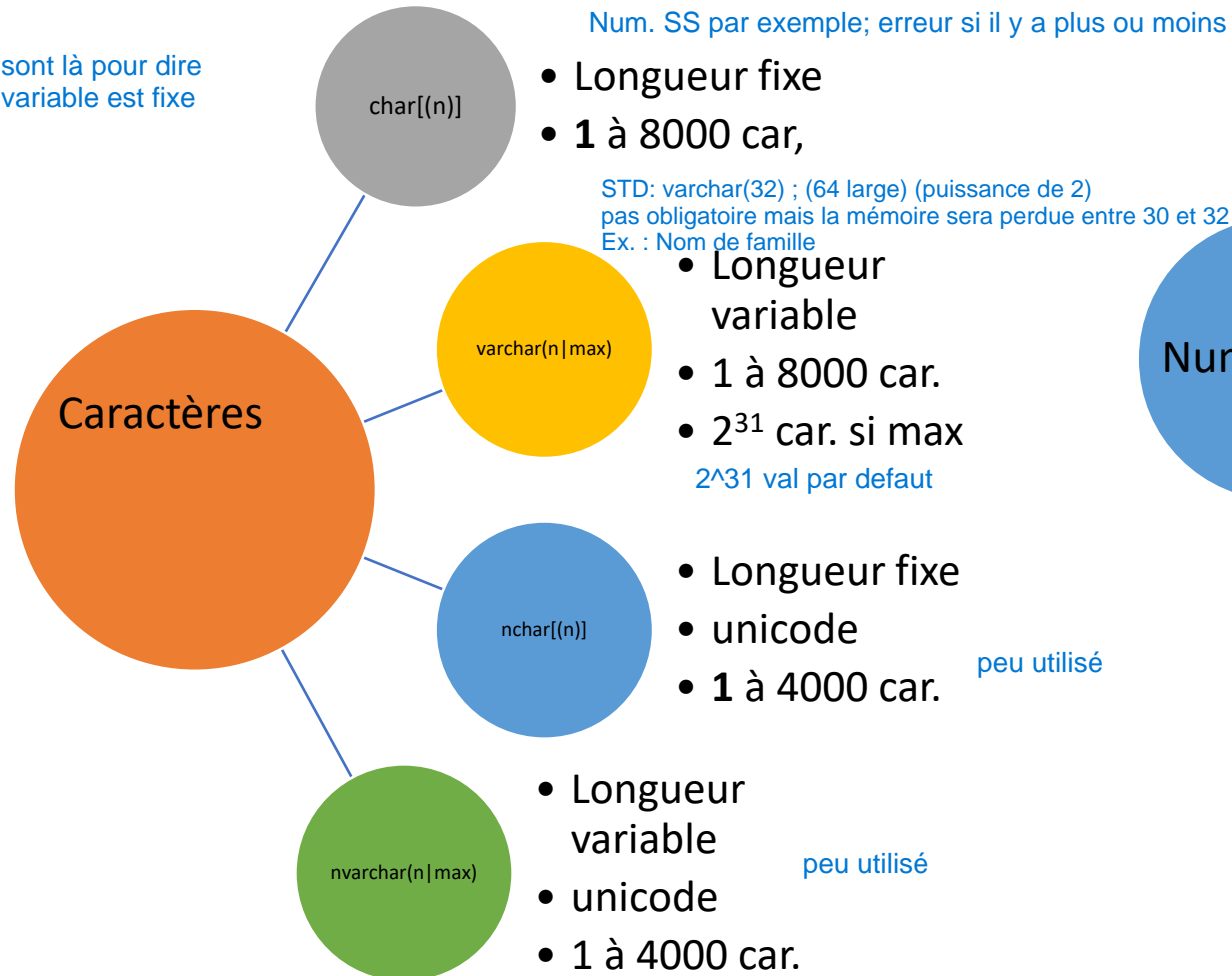 Num. SS par exemple; erreur si il y a plus ou moins
sont là pour dire
variable est fixe
char[(n)]
• Longueur fixe
• 1 à 8000 car,
STD: varchar(32) ; (64 large) (puissance de 2)
pas obligatoire mais la mémoire sera perdue entre 30 et 32
Ex. : Nom de famille
varchar(n|max)
• Longueur
variable
• 1 à 8000 car.
• 2^31 car. si max
2^31 val par defaut
Caractères
nchar[(n)]
• Longueur fixe
• unicode
• 1 à 4000 car.
peu utilisé
nvarchar(n|max)
• Longueur
variable
• unicode
• 1 à 4000 car.
peu utilisé